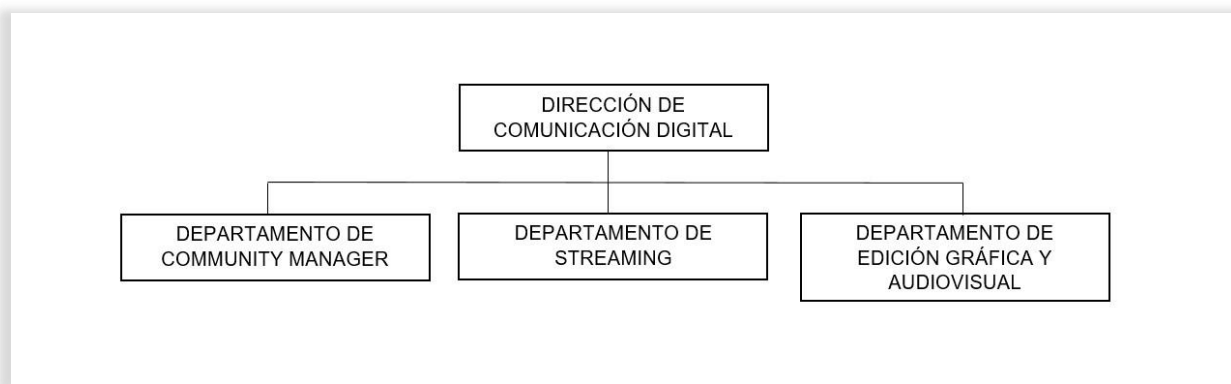 DIRECCIÓN DE
COMUNICACIÓN DIGITAL
DEPARTAMENTO DE
COMMUNITY MANAGER
DEPARTAMENTO DE
STREAMING
DEPARTAMENTO DE
EDICIÓN GRÁFICA Y
AUDIOVISUAL